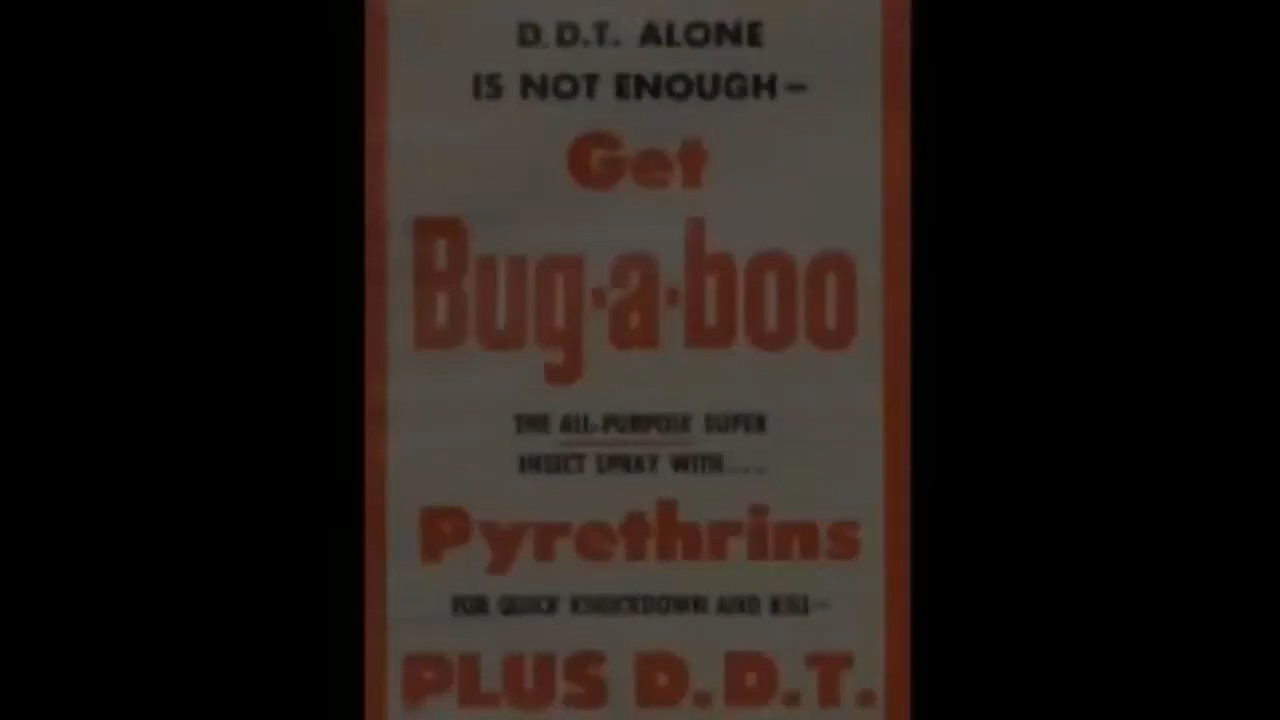 D.D.T. ALONE
IS NOT ENOUGH—
Get
Bug·a·boo
THE ALL-PURPOSE SUPER
INSECT SPRAY WITH....
Pyrethrins
FOR QUICK KNOCKDOWN AND KILL—
PLUS D.D.T.